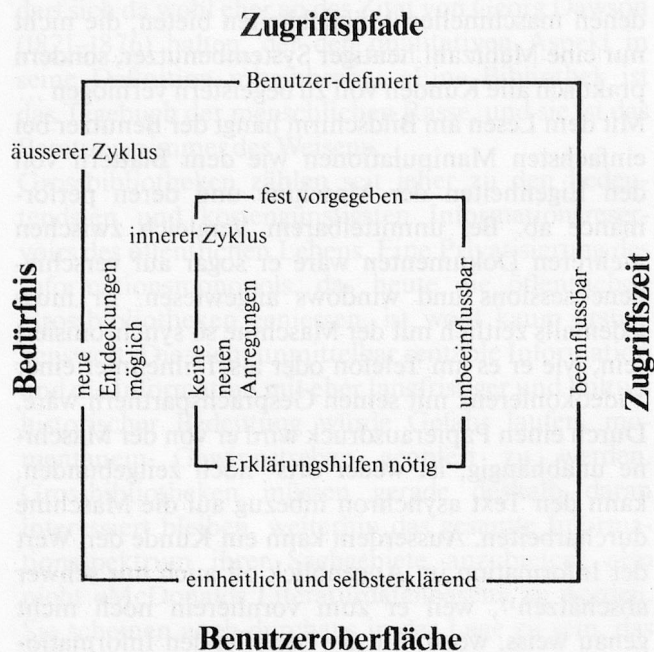 Zugriffspfade
Benutzer-definiert
äusserer Zyklus
fest vorgegeben
innerer Zyklus
Bedürfnis
neue
Entdeckungen
möglich
keine
neuen
Anregungen
unbeeinflussbar
beeinflussbar
Zugriffszeit
Erklärungshilfen nötig
einheitlich und selbsterklärend
Benutzeroberfläche